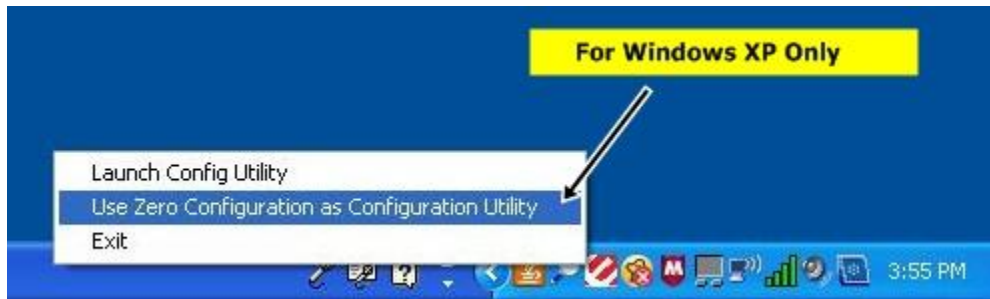 For Windows XP Only
Launch Config Utility
Use Zero Configuration as Configuration Utility
Exit
3:55 PM